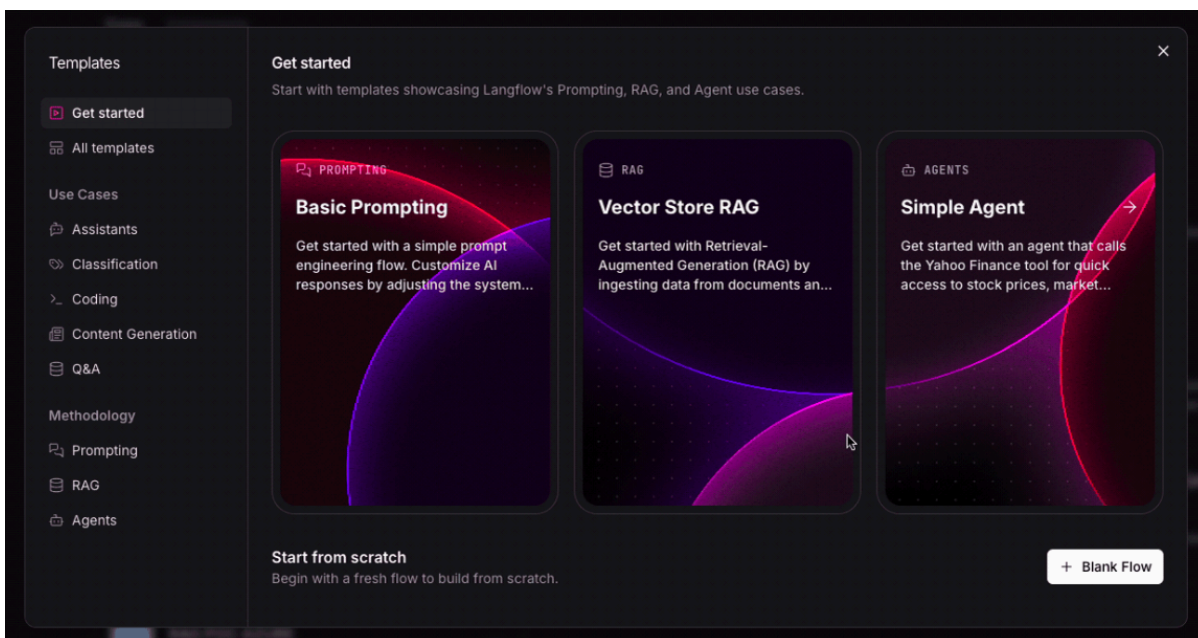 Templates
Get started
All templates
Use Cases
Assistants
Classification
Coding
Content Generation
Q&A
Methodology
Prompting
RAG
Agents
Get started
Start with templates showcasing Langflow's Prompting, RAG, and Agent use cases.
PROMPTING
Basic Prompting
Get started with a simple prompt
engineering flow. Customize AI
responses by adjusting the system...
RAG
Vector Store RAG
Get started with Retrieval-
Augmented Generation (RAG) by
ingesting data from documents an...
AGENTS
Simple Agent
Get started with an agent that calls
the Yahoo Finance tool for quick
access to stock prices, market...
Start from scratch
Begin with a fresh flow to build from scratch.
+ Blank Flow